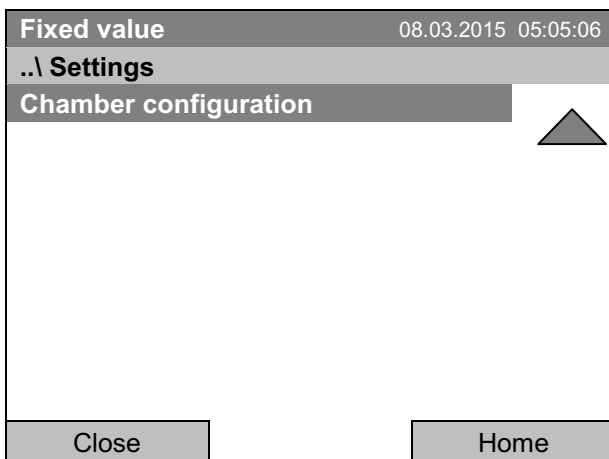 Fixed value 08.03.2015 05:05:06
..\ Settings
Chamber configuration
Close Home